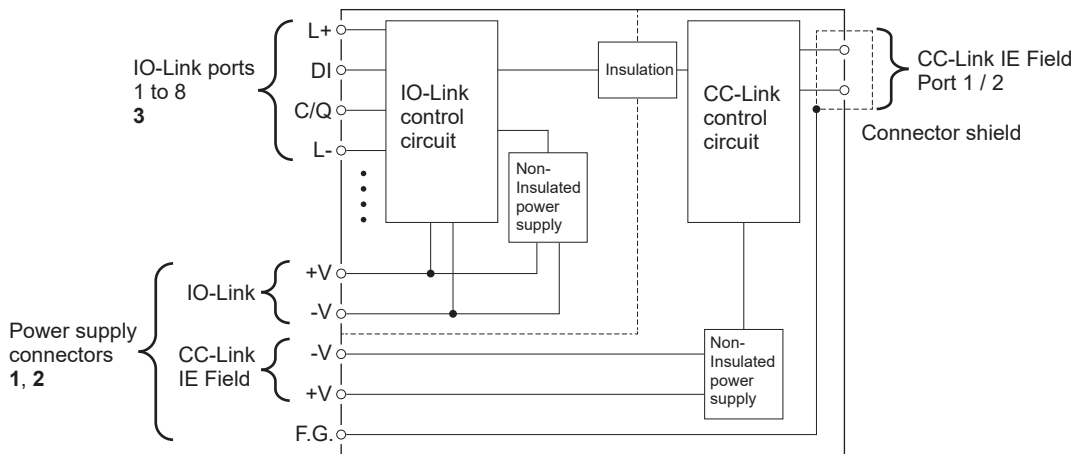 IO-Link ports
1 to 8
3
L+
DI
C/Q
L-
IO-Link
control
circuit
Non-
Insulated
power
supply
Insulation
CC-Link
control
circuit
CC-Link IE Field
Port 1 / 2
Connector shield
Power supply
connectors
1, 2
IO-Link
+V
-V
CC-Link
IE Field
-V
+V
F.G.
Non-
Insulated
power
supply